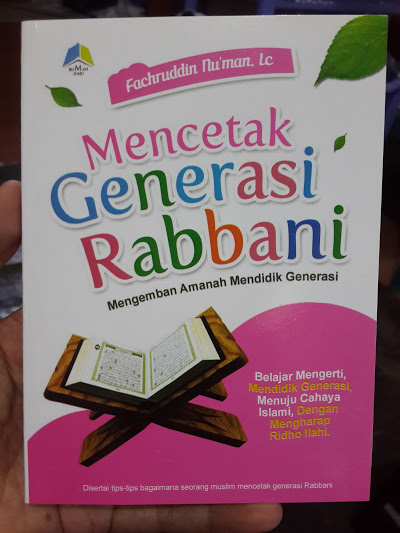 Fachruddin Nu'man, Lc
Mencetak
Generasi
Rabbani
Mengemban Amanah Mendidik Generasi
Belajar Mengerti,
Mendidik Generasi,
Menuju Cahaya
Islami, Dengan
Mengharap
Ridho Ilahi.
Disertai tips-tips bagaimana seorang muslim mencetak generasi Rabbani